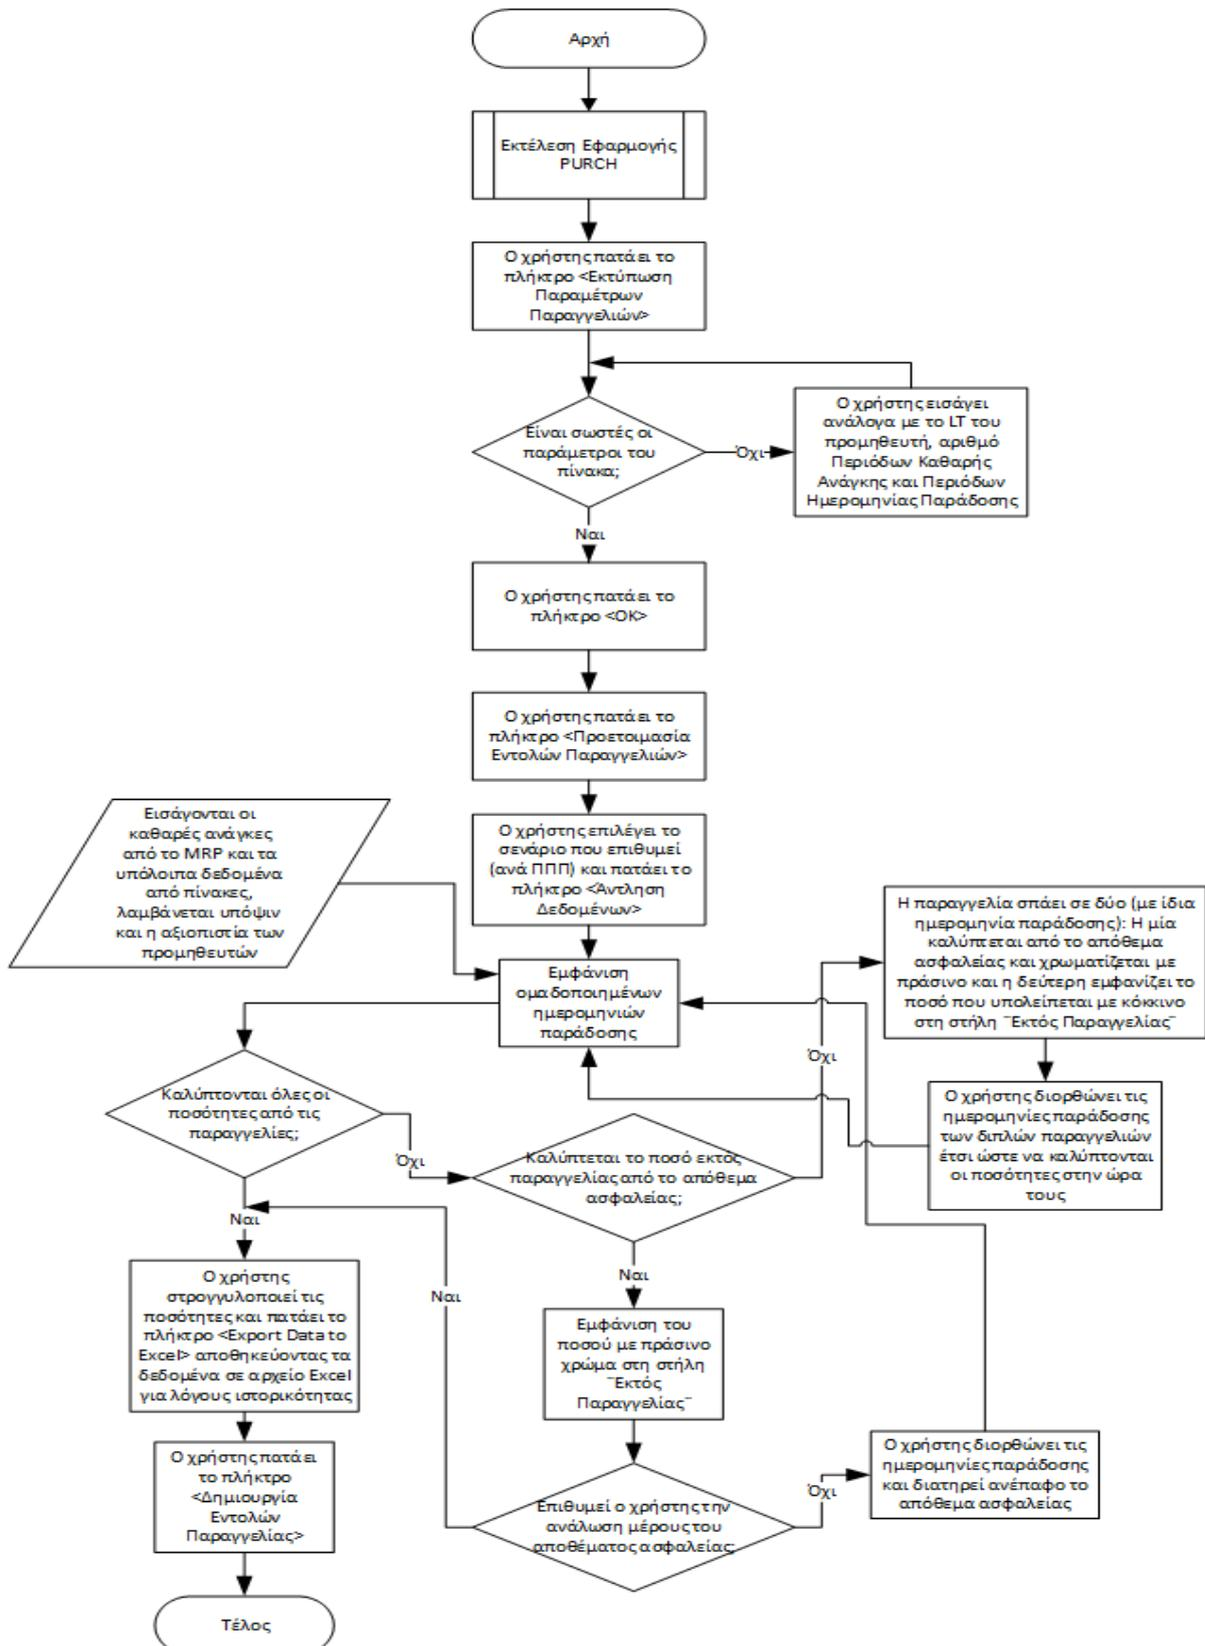 Αρχή
Εκτέλεση Εφαρμογής
PURCH
Ο χρήστης πατάει το
πλήκτρο <Εκτύπωση
Παραμέτρων
Παραγγελιών>
Είναι σωστές οι
παράμετροι του
πίνακα;
Όχι
Ο χρήστης εισάγει
ανάλογα με το LT του
προμηθευτή, αριθμό
Περιόδων Καθαρής
Ανάγκης και Περιόδων
Ημερομηνίας Παράδοσης
Ναι
Ο χρήστης πατάει το
πλήκτρο <ΟΚ>
Ο χρήστης πατάει το
πλήκτρο <Προετοιμασία
Εντολών Παραγγελιών>
Ο χρήστης επιλέγει το
σενάριο που επιθυμεί
(ανά ΠΠΠ) και πατάει το
πλήκτρο <Άντληση
Δεδομένων>
Εισάγονται οι
καθαρές ανάγκες
από το MRP και τα
υπόλοιπα δεδομένα
από πίνακες,
λαμβάνεται υπόψιν
και η αξιοπιστία των
προμηθευτών
Εμφάνιση
ομαδοποιημένων
ημερομηνιών
παράδοσης
Η παραγγελία σπάει σε δύο (με ίδια
ημερομηνία παράδοσης): Η μία
καλύπτεται από το απόθεμα
ασφαλείας και χρωματίζεται με
πράσινο και η δεύτερη εμφανίζει το
ποσό που υπολείπεται με κόκκινο
στη στήλη ¨Εκτός Παραγγελίας¨
Όχι
Ο χρήστης διορθώνει τις
ημερομηνίες παράδοσης
των διπλών παραγγελιών
έτσι ώστε να καλύπτονται
οι ποσότητες στην ώρα
τους
Καλύπτονται όλες οι
ποσότητες από τις
παραγγελίες;
Όχι
Καλύπτεται το ποσό εκτός
παραγγελίας από το απόθεμα
ασφαλείας;
Ναι
Ναι
Ναι
Ο χρήστης
στρογγυλοποιεί τις
ποσότητες και πατάει το
πλήκτρο <Export Data to
Excel> αποθηκεύοντας τα
δεδομένα σε αρχείο Excel
για λόγους ιστορικότητας
Εμφάνιση του
ποσού με πράσινο
χρώμα στη στήλη
¨Εκτός
Παραγγελίας¨
Ο χρήστης πατάει
το πλήκτρο
<Δημιουργία
Εντολών
Παραγγελίας>
Επιθυμεί ο χρήστης την
ανάλωση μέρους του
αποθέματος ασφαλείας;
Όχι
Ο χρήστης διορθώνει τις
ημερομηνίες παράδοσης
και διατηρεί ανέπαφο το
απόθεμα ασφαλείας
Τέλος